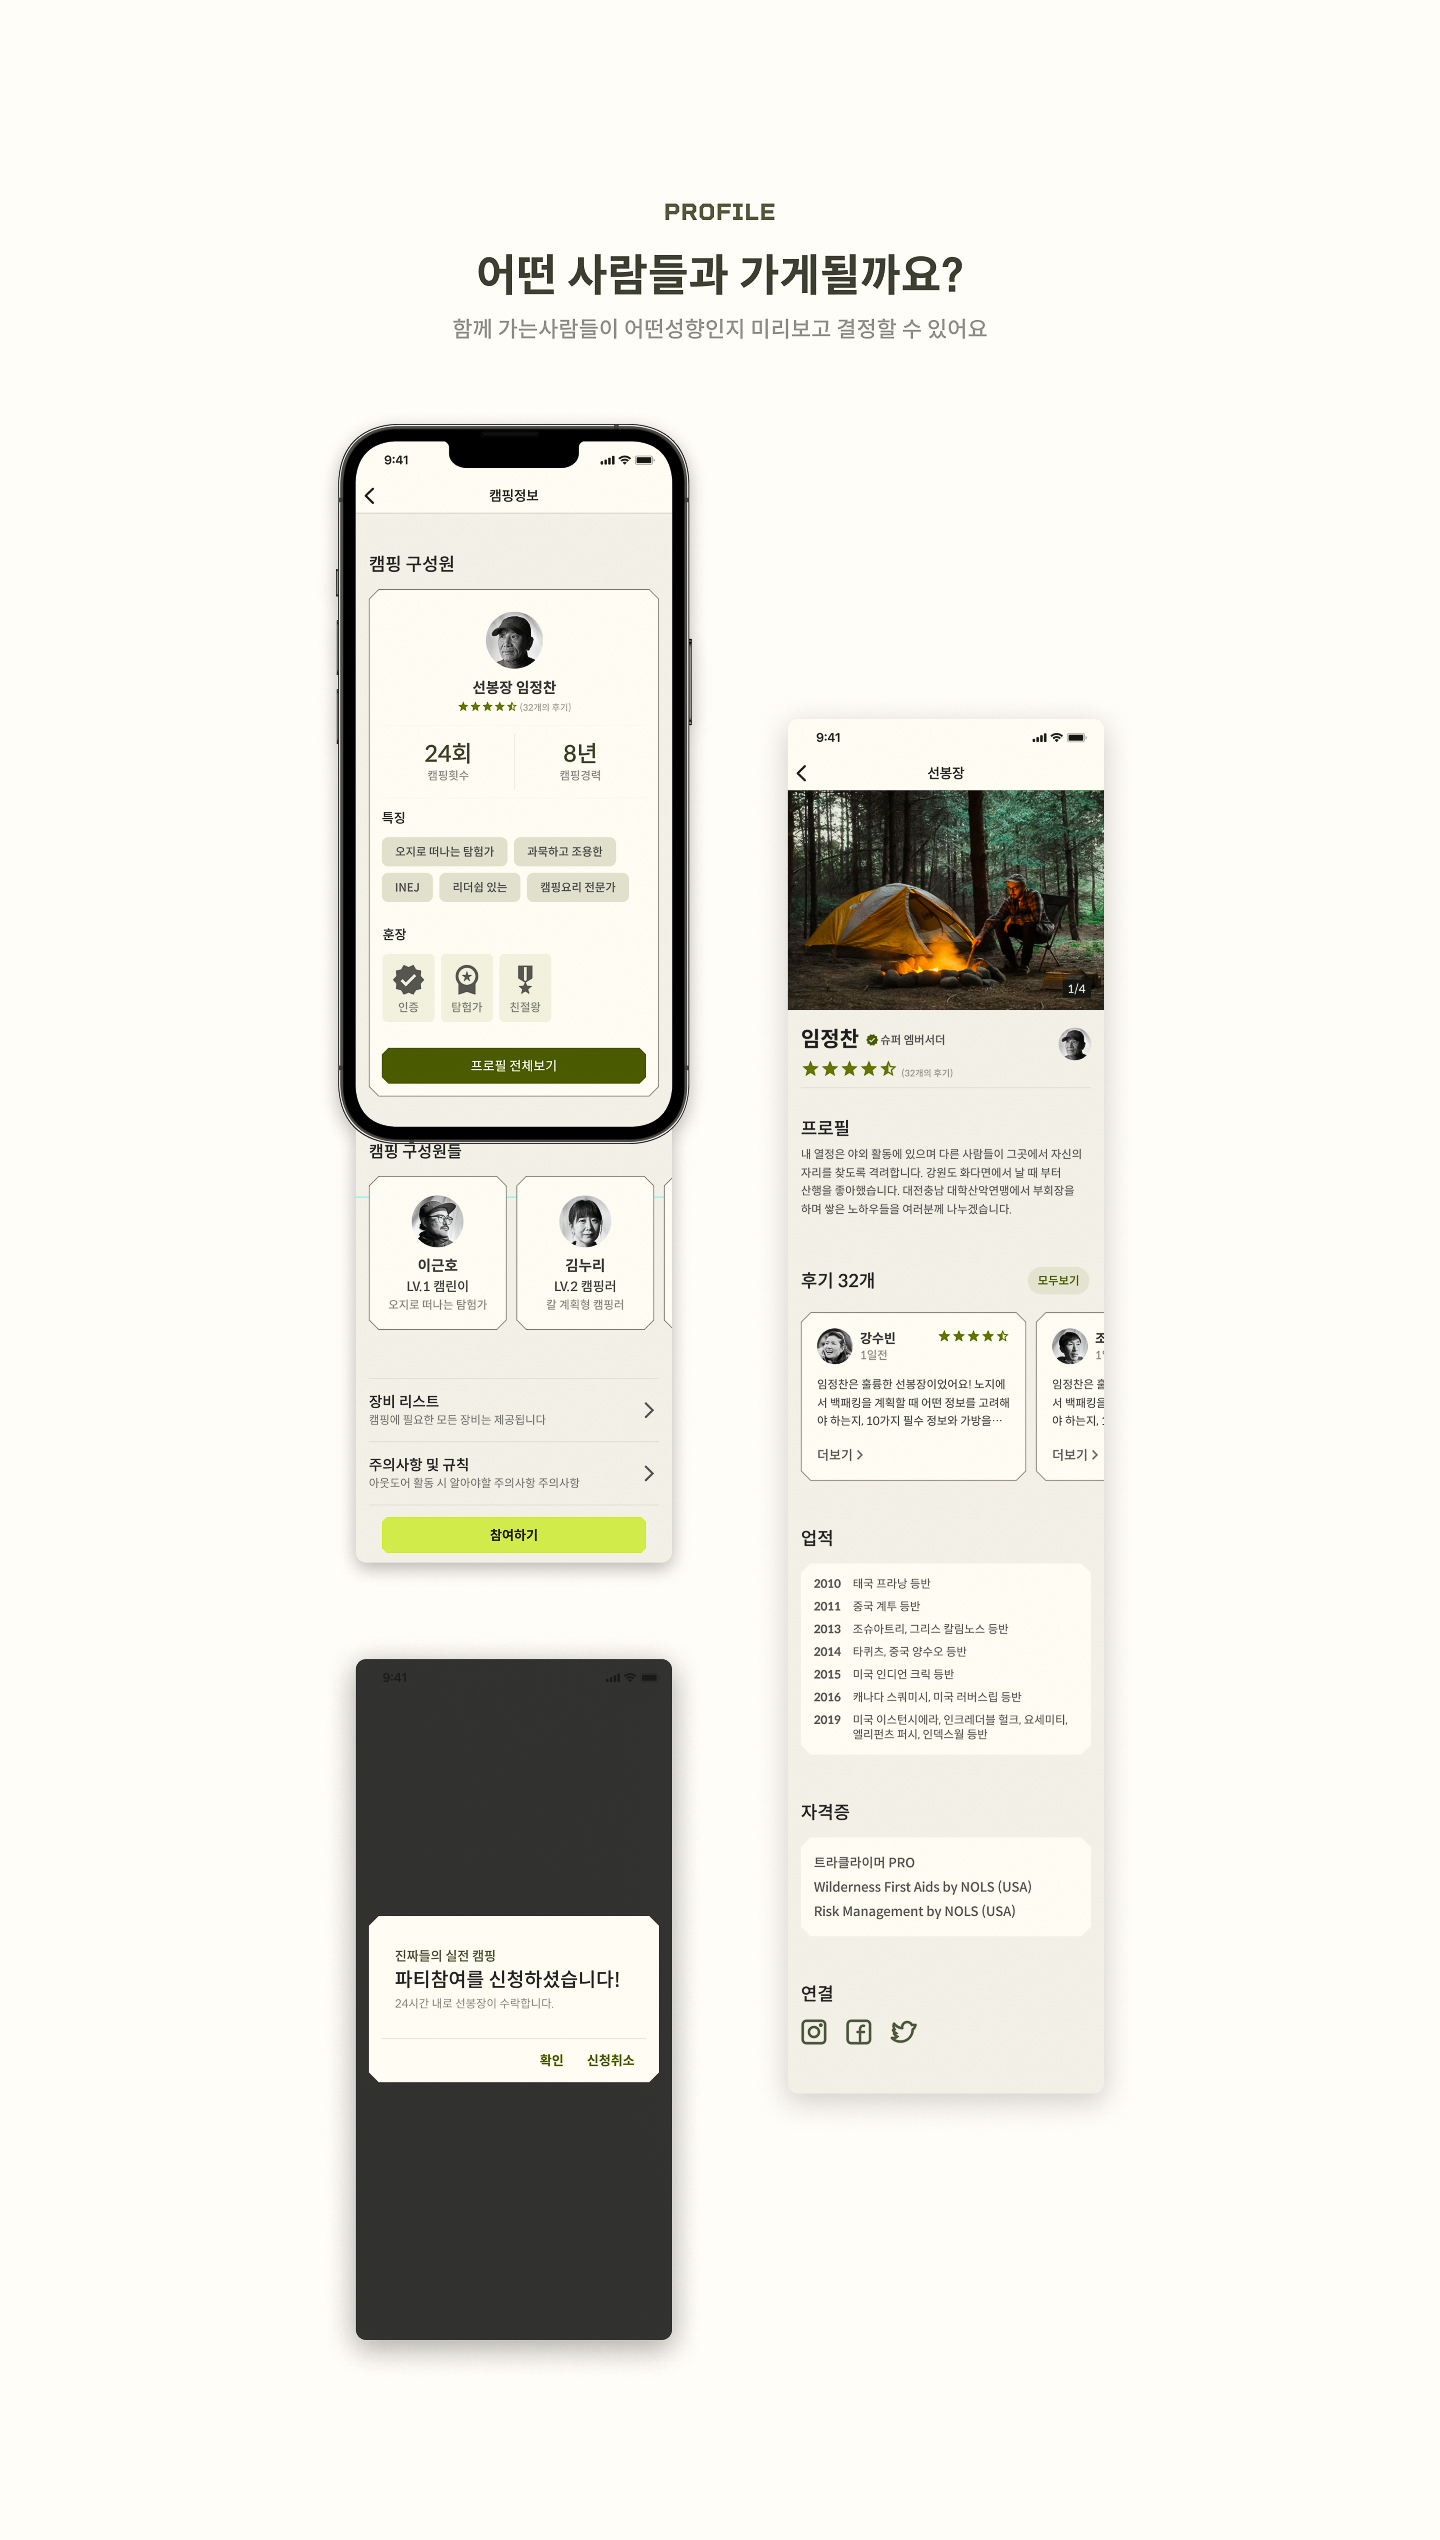 PROFILE
어떤 사람들과 가게될까요?
함께 가는사람들이 어떤성향인지 미리보고 결정할 수 있어요
9:41
캠핑정보
캠핑 구성원
선봉장 임정찬
(32개의 후기)
24회
캠핑횟수
8년
캠핑경력
특징
오지로 떠나는 탐험가
과묵하고 조용한
INEJ
리더쉽 있는
캠핑요리 전문가
훈장
인증
탐험가
친절왕
프로필 전체보기
캠핑 구성원들
이근호
LV.1 캠린이
오지로 떠나는 탐험가
김누리
LV.2 캠핑러
칼 계획형 캠핑러
장비 리스트
캠핑에 필요한 모든 장비는 제공됩니다
주의사항 및 규칙
아웃도어 활동 시 알아야할 주의사항 주의사항
참여하기
9:41
진짜들의 실전 캠핑
파티참여를 신청하셨습니다!
24시간 내로 선봉장이 수락합니다.
확인
신청취소
9:41
선봉장
1/4
임정찬
슈퍼 엠버서더
(32개의 후기)
프로필
내 열정은 야외 활동에 있으며 다른 사람들이 그곳에서 자신의
자리를 찾도록 격려합니다. 강원도 화다면에서 날 때 부터
산행을 좋아했습니다. 대전충남 대학산악연맹에서 부회장을
하며 쌓은 노하우들을 여러분께 나누겠습니다.
후기 32개
모두보기
강수빈
1일전
임정찬은 훌륭한 선봉장이었어요! 노지에
서 백패킹을 계획할 때 어떤 정보를 고려해
야 하는지, 10가지 필수 정보와 가방을…
더보기
조
임정찬은 훌
서 백패킹을
야 하는지, 1
더보기
업적
2010 태국 프라낭 등반
2011 중국 계투 등반
2013 조슈아트리, 그리스 칼림노스 등반
2014 타퀴츠, 중국 양수오 등반
2015 미국 인디언 크릭 등반
2016 캐나다 스쿼미시, 미국 러버스립 등반
2019 미국 이스턴시에라, 인크레더블 헐크, 요세미티,
엘리펀츠 퍼시, 인덱스월 등반
자격증
트라클라이머 PRO
Wilderness First Aids by NOLS (USA)
Risk Management by NOLS (USA)
연결